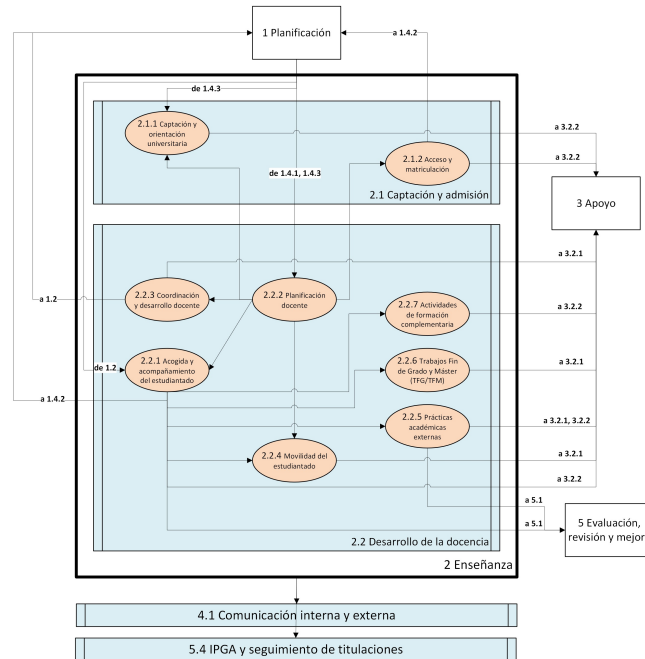 1 Planificación
a 1.4.2
de 1.4.3
2.1.1 Captación y
orientación
universitaria
a 3.2.2
2.1.2 Acceso y
matriculación
a 3.2.2
de 1.4.1, 1.4.3
2.1 Captación y admisión
3 Apoyo
a 3.2.1
2.2.3 Coordinación
y desarrollo docente
2.2.2 Planificación
docente
a 1.2
2.2.7 Actividades
de formación
complementaria
a 3.2.2
2.2.1 Acogida y
acompañamiento
del estudiantado
de 1.2
2.2.6 Trabajos Fin
de Grado y Máster
(TFG/TFM)
a 3.2.1
a 1.4.2
2.2.5 Prácticas
académicas
externas
a 3.2.1, 3.2.2
2.2.4 Movilidad del
estudiantado
a 3.2.1
a 3.2.2
a 5.1
a 5.1
5 Evaluación,
revisión y mejor
2.2 Desarrollo de la docencia
2 Enseñanza
4.1 Comunicación interna y externa
5.4 IPGA y seguimiento de titulaciones